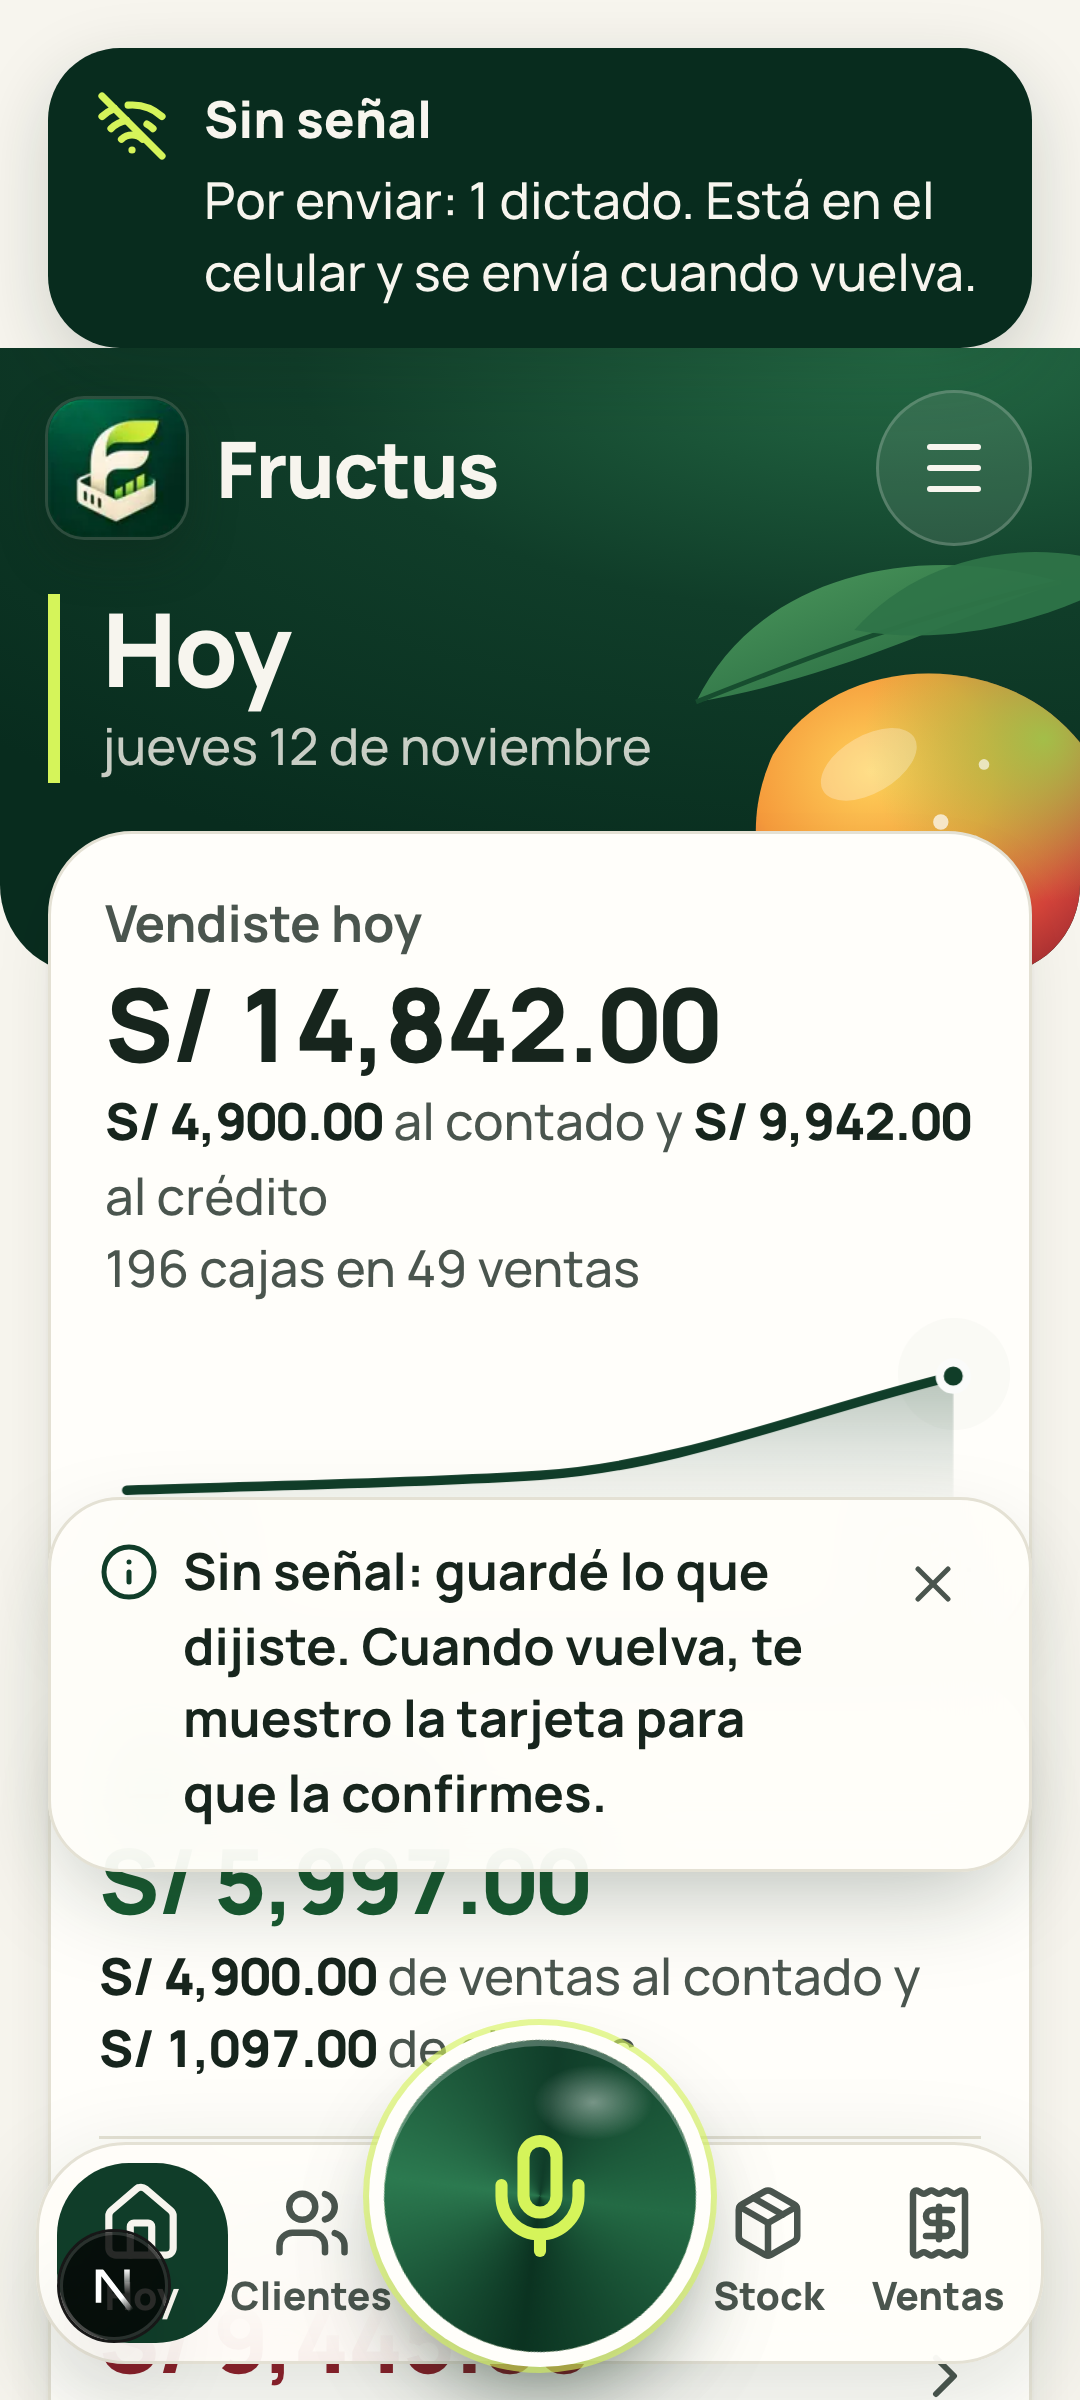 Sin señal
Por enviar: 1 dictado. Está en el
celular y se envía cuando vuelva.
Fructus
Hoy
jueves 12 de noviembre
Vendiste hoy
S/ 14,842.00
S/ 4,900.00 al contado y S/ 9,942.00
al crédito
196 cajas en 49 ventas
Sin señal: guardé lo que
dijiste. Cuando vuelva, te
muestro la tarjeta para
que la confirmes.
S/ 5,997.00
S/ 4,900.00 de ventas al contado y
S/ 1,097.00 de
Hoy
N
Clientes
Stock
Ventas